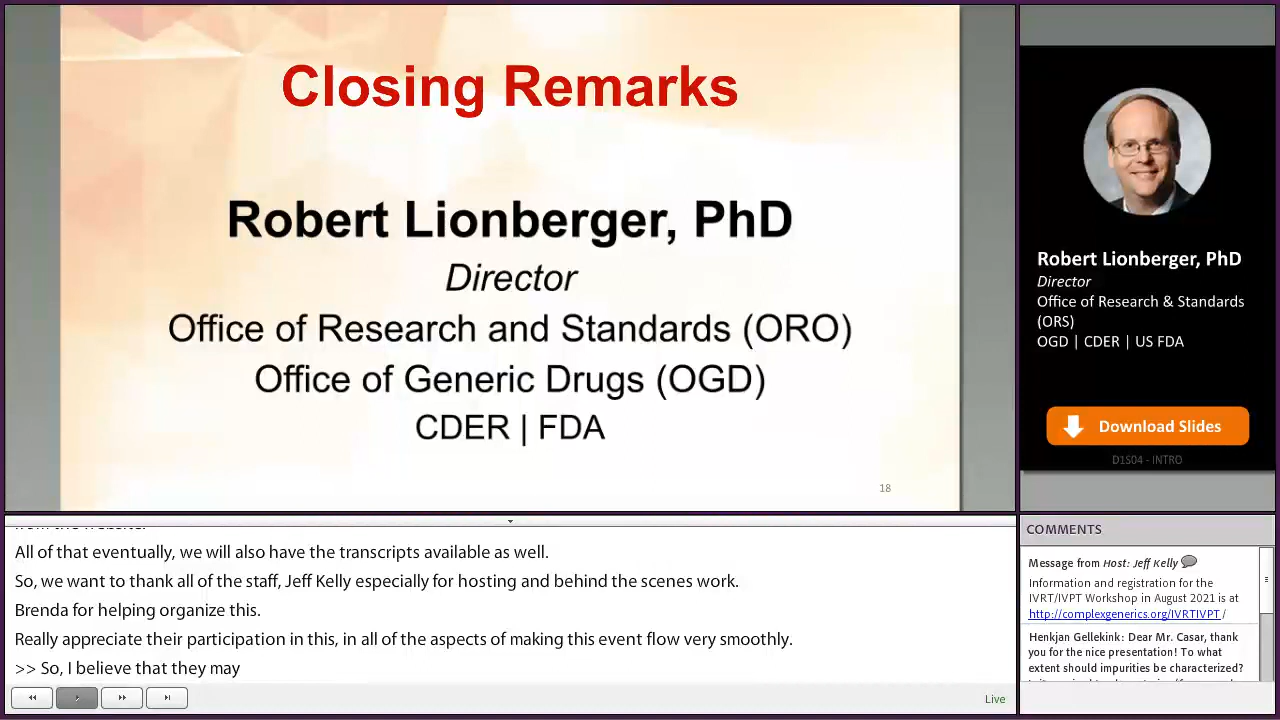 Closing Remarks
Robert Lionberger, PhD
Director
Office of Research and Standards (ORO)
Office of Generic Drugs (OGD)
CDER | FDA
18
Robert Lionberger, PhD
Director
Office of Research & Standards
(ORS)
OGD | CDER | US FDA
Download Slides
D1S04 - INTRO
All of that eventually, we will also have the transcripts available as well.
So, we want to thank all of the staff, Jeff Kelly especially for hosting and behind the scenes work.
Brenda for helping organize this.
Really appreciate their participation in this, in all of the aspects of making this event flow very smoothly.
>> So, I believe that they may
Live
COMMENTS
Message from Host: Jeff Kelly
Information and registration for the
IVRT/IVPT Workshop in August 2021 is at
http://complexgenerics.org/IVRTIVPT /
Henkjan Gellekink: Dear Mr. Casar, thank
you for the nice presentation! To what
extent should impurities be characterized?